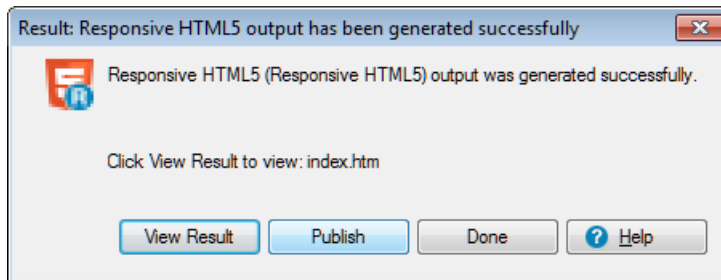 Result: Responsive HTML5 output has been generated successfully
Responsive HTML5 (Responsive HTML5) output was generated successfully.
Click View Result to view: index.htm
View Result Publish Done Help